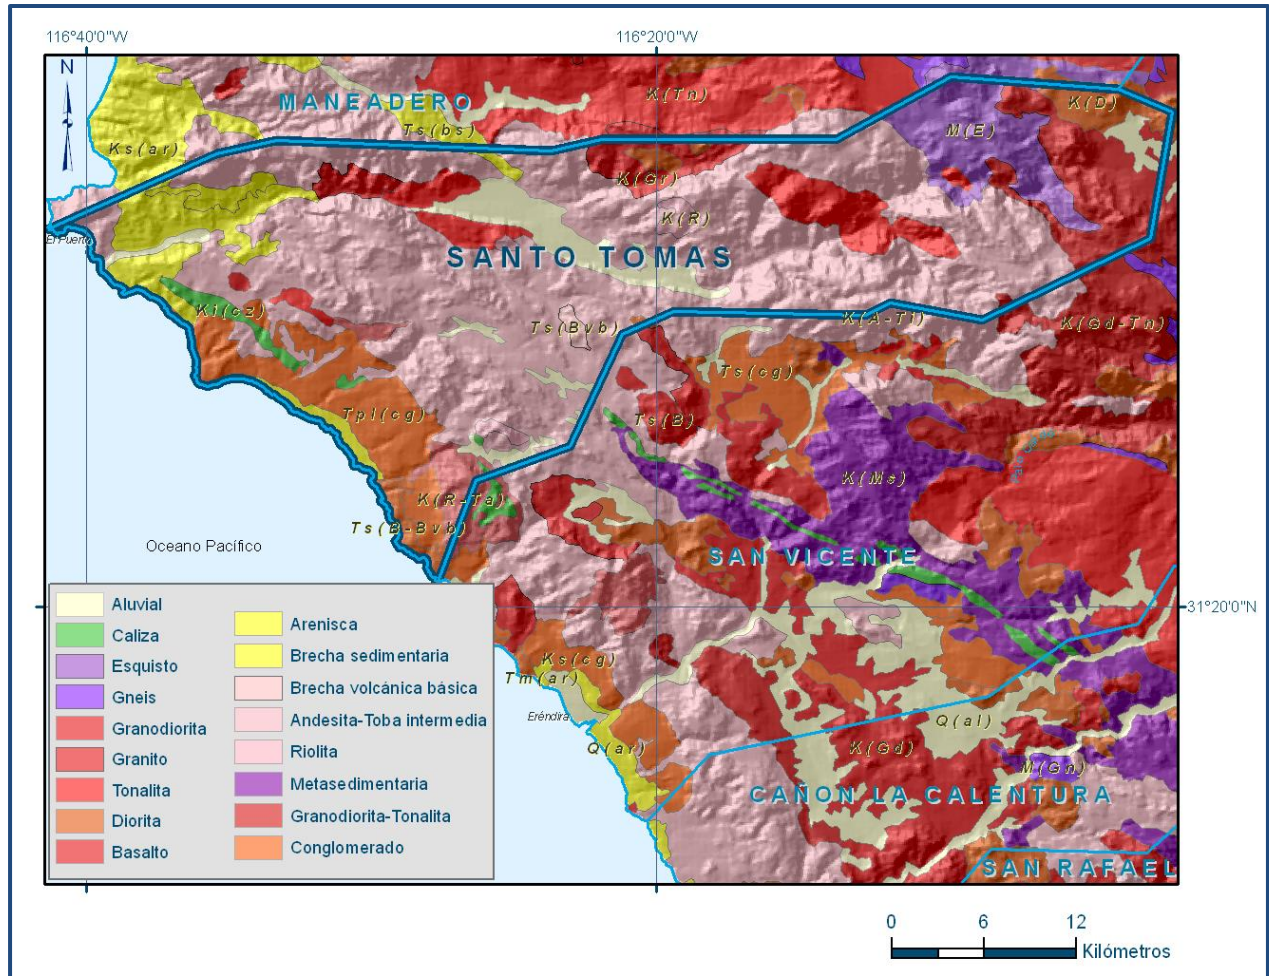 116°40'0"W
116°20'0"W
N
MANEADERO
K(Tn)
K(D)
Ts(bs)
M(E)
Ks(ar)
K(Gr)
K(R)
El Puerto
SANTO TOMAS
Ki(cz)
Ts(Bvb)
K(A-Ti)
K(Gd-Tn)
Ts(cg)
Tpl(cg)
Ts(B)
K(Ms)
K(R-Ta)
Ts(B-Bvb)
Oceano Pacífico
SAN VICENTE
31°20'0"N
Aluvial
Caliza
Esquisto
Gneis
Granodiorita
Granito
Tonalita
Diorita
Basalto
Arenisca
Brecha sedimentaria
Brecha volcánica básica
Andesita-Toba intermedia
Riolita
Metasedimentaria
Granodiorita-Tonalita
Conglomerado
Ks(cg)
Tm(ar)
Eréndira
Q(ar)
Q(al)
K(Gd)
M(Gn)
CAÑON LA CALENTURA
SAN RAFAEL
0 6 12
Kilómetros